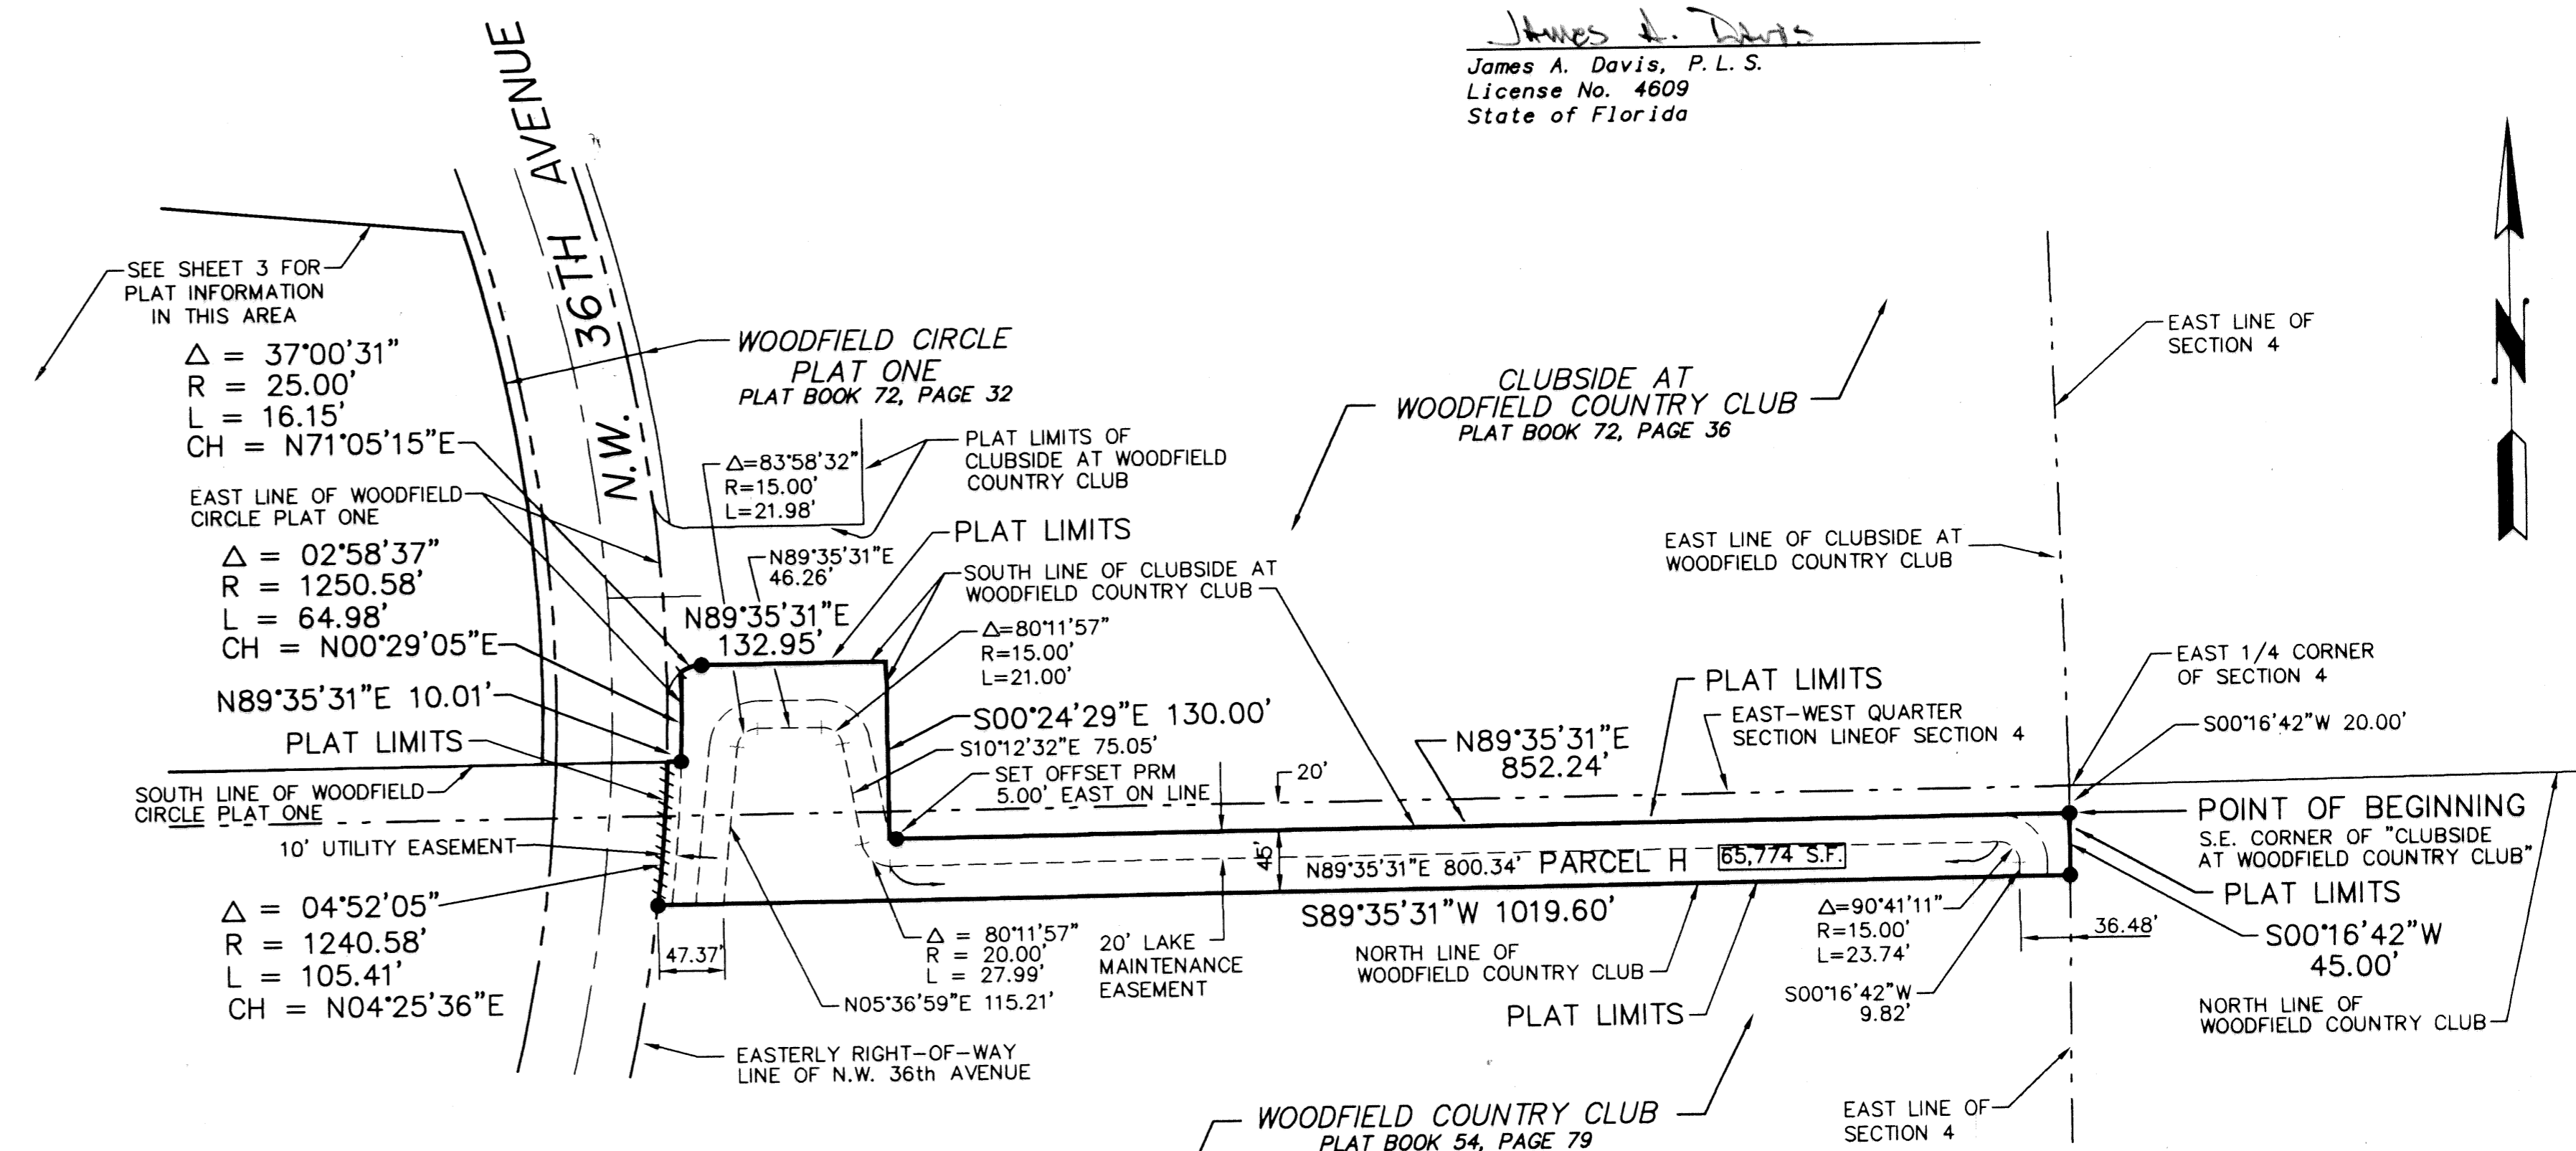 James A. Davis
James A. Davis, P.L.S.
License No. 4609
State of Florida
N.W. 36TH AVENUE
SEE SHEET 3 FOR
PLAT INFORMATION
IN THIS AREA
Δ = 37°00'31"
R = 25.00'
L = 16.15'
CH = N71°05'15"E
EAST LINE OF WOODFIELD
CIRCLE PLAT ONE
Δ = 02°58'37"
R = 1250.58'
L = 64.98'
CH = N00°29'05"E
N89°35'31"E 10.01'
PLAT LIMITS
SOUTH LINE OF WOODFIELD
CIRCLE PLAT ONE
10' UTILITY EASEMENT
Δ = 04°52'05"
R = 1240.58'
L = 105.41'
CH = N04°25'36"E
WOODFIELD CIRCLE
PLAT ONE
PLAT BOOK 72, PAGE 32
Δ=83°58'32"
R=15.00'
L=21.98'
PLAT LIMITS OF
CLUBSIDE AT WOODFIELD
COUNTRY CLUB
PLAT LIMITS
N89°35'31"E
46.26'
SOUTH LINE OF CLUBSIDE AT
WOODFIELD COUNTRY CLUB
N89°35'31"E
132.95'
Δ=80°11'57"
R=15.00'
L=21.00'
S00°24'29"E 130.00'
S10°12'32"E 75.05'
SET OFFSET PRM
5.00' EAST ON LINE
20'
CLUBSIDE AT
WOODFIELD COUNTRY CLUB
PLAT BOOK 72, PAGE 36
EAST LINE OF
SECTION 4
N
EAST LINE OF CLUBSIDE AT
WOODFIELD COUNTRY CLUB
PLAT LIMITS
EAST-WEST QUARTER
SECTION LINEOF SECTION 4
N89°35'31"E
852.24'
EAST 1/4 CORNER
OF SECTION 4
S00°16'42"W 20.00'
POINT OF BEGINNING
S.E. CORNER OF "CLUBSIDE
AT WOODFIELD COUNTRY CLUB"
PLAT LIMITS
S00°16'42"W
45.00'
NORTH LINE OF
WOODFIELD COUNTRY CLUB
45'
N89°35'31"E 800.34' PARCEL H 65,774 S.F.
S89°35'31"W 1019.60'
47.37'
Δ = 80°11'57"
R = 20.00'
L = 27.99'
N05°36'59"E 115.21'
20' LAKE
MAINTENANCE
EASEMENT
NORTH LINE OF
WOODFIELD COUNTRY CLUB
PLAT LIMITS
Δ=90°41'11"
R=15.00'
L=23.74'
36.48'
S00°16'42"W
9.82'
EASTERLY RIGHT-OF-WAY
LINE OF N.W. 36th AVENUE
WOODFIELD COUNTRY CLUB
PLAT BOOK 54, PAGE 79
EAST LINE OF
SECTION 4